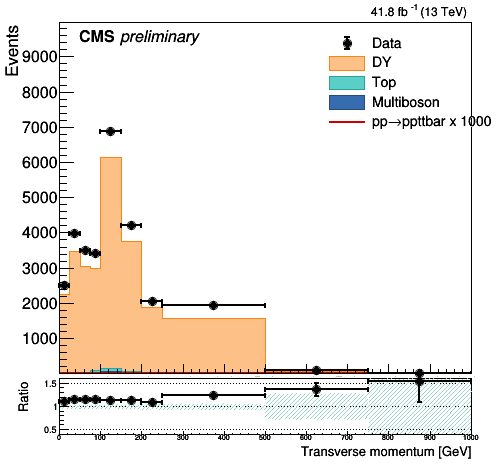 41.8 fb⁻¹ (13 TeV)
CMS preliminary
Events
9000
8000
7000
6000
5000
4000
3000
2000
1000
Data
DY
Top
Multiboson
pp→ppttbar x 1000
Ratio
1.5
1
0.5
0 100 200 300 400 500 600 700 800 900 1000
Transverse momentum [GeV]